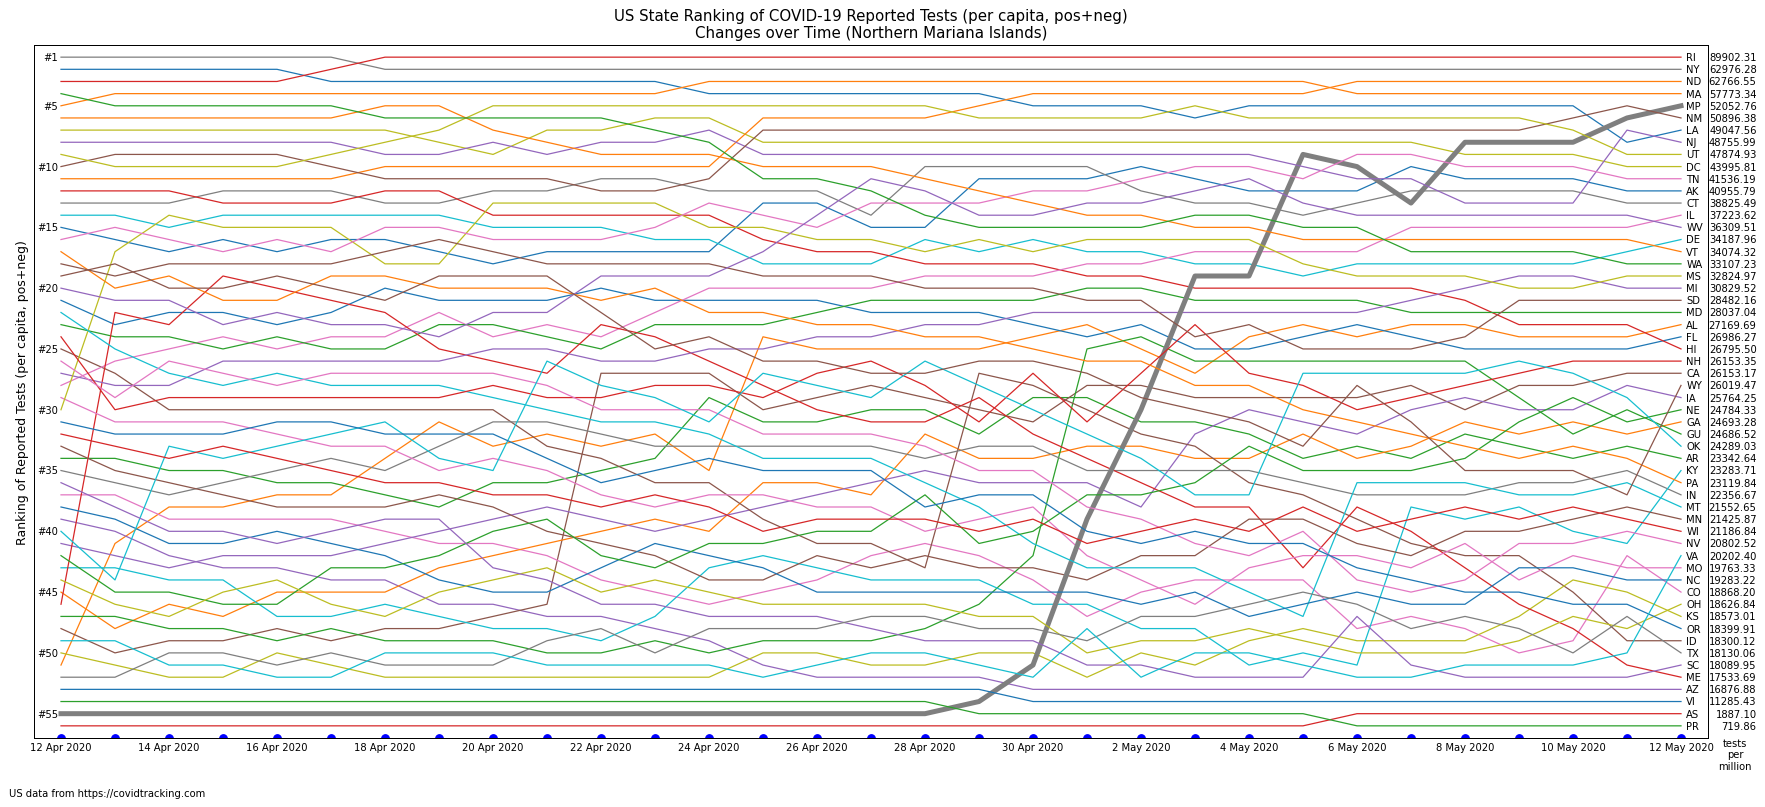 US State Ranking of COVID-19 Reported Tests (per capita, pos+neg)
Changes over Time (Northern Mariana Islands)
Ranking of Reported Tests (per capita, pos+neg)
#1
#5
#10
#15
#20
#25
#30
#35
#40
#45
#50
#55
RI 89902.31
NY 62976.28
ND 62766.55
MA 57773.34
MP 52052.76
NM 50896.38
LA 49047.56
NJ 48755.99
UT 47874.93
DC 43995.81
TN 41536.19
AK 40955.79
CT 38825.49
IL 37223.62
WV 36309.51
DE 34187.96
VT 34074.32
WA 33107.23
MS 32824.97
MI 30829.52
SD 28482.16
MD 28037.04
AL 27169.69
FL 26986.27
HI 26795.50
NH 26153.35
CA 26153.17
WY 26019.47
IA 25764.25
NE 24784.33
GA 24693.28
GU 24686.52
OK 24289.03
AR 23342.64
KY 23283.71
PA 23119.84
IN 22356.67
MT 21552.65
MN 21425.87
WI 21186.84
NV 20802.52
VA 20202.40
MO 19763.33
NC 19283.22
CO 18868.20
OH 18626.84
KS 18573.01
OR 18399.91
ID 18300.12
TX 18130.06
SC 18089.95
ME 17533.69
AZ 16876.88
VI 11285.43
AS 1887.10
PR 719.86
12 Apr 2020 14 Apr 2020 16 Apr 2020 18 Apr 2020 20 Apr 2020 22 Apr 2020 24 Apr 2020 26 Apr 2020 28 Apr 2020 30 Apr 2020 2 May 2020 4 May 2020 6 May 2020 8 May 2020 10 May 2020 12 May 2020
tests
per
million
US data from https://covidtracking.com